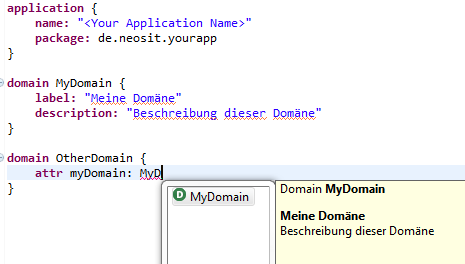 application {
name: "<Your Application Name>"
package: de.neosit.yourapp
}
domain MyDomain {
label: "Meine Domäne"
description: "Beschreibung dieser Domäne"
}
domain OtherDomain {
attr myDomain: MyD
}
D MyDomain
Domain MyDomain
Meine Domäne
Beschreibung dieser Domäne